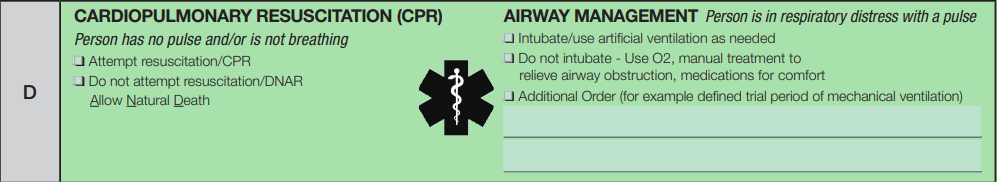 D
CARDIOPULMONARY RESUSCITATION (CPR)
Person has no pulse and/or is not breathing
❏ Attempt resuscitation/CPR
❏ Do not attempt resuscitation/DNAR
Allow Natural Death
AIRWAY MANAGEMENT Person is in respiratory distress with a pulse
❏ Intubate/use artificial ventilation as needed
❏ Do not intubate - Use O2, manual treatment to
relieve airway obstruction, medications for comfort
❏ Additional Order (for example defined trial period of mechanical ventilation)